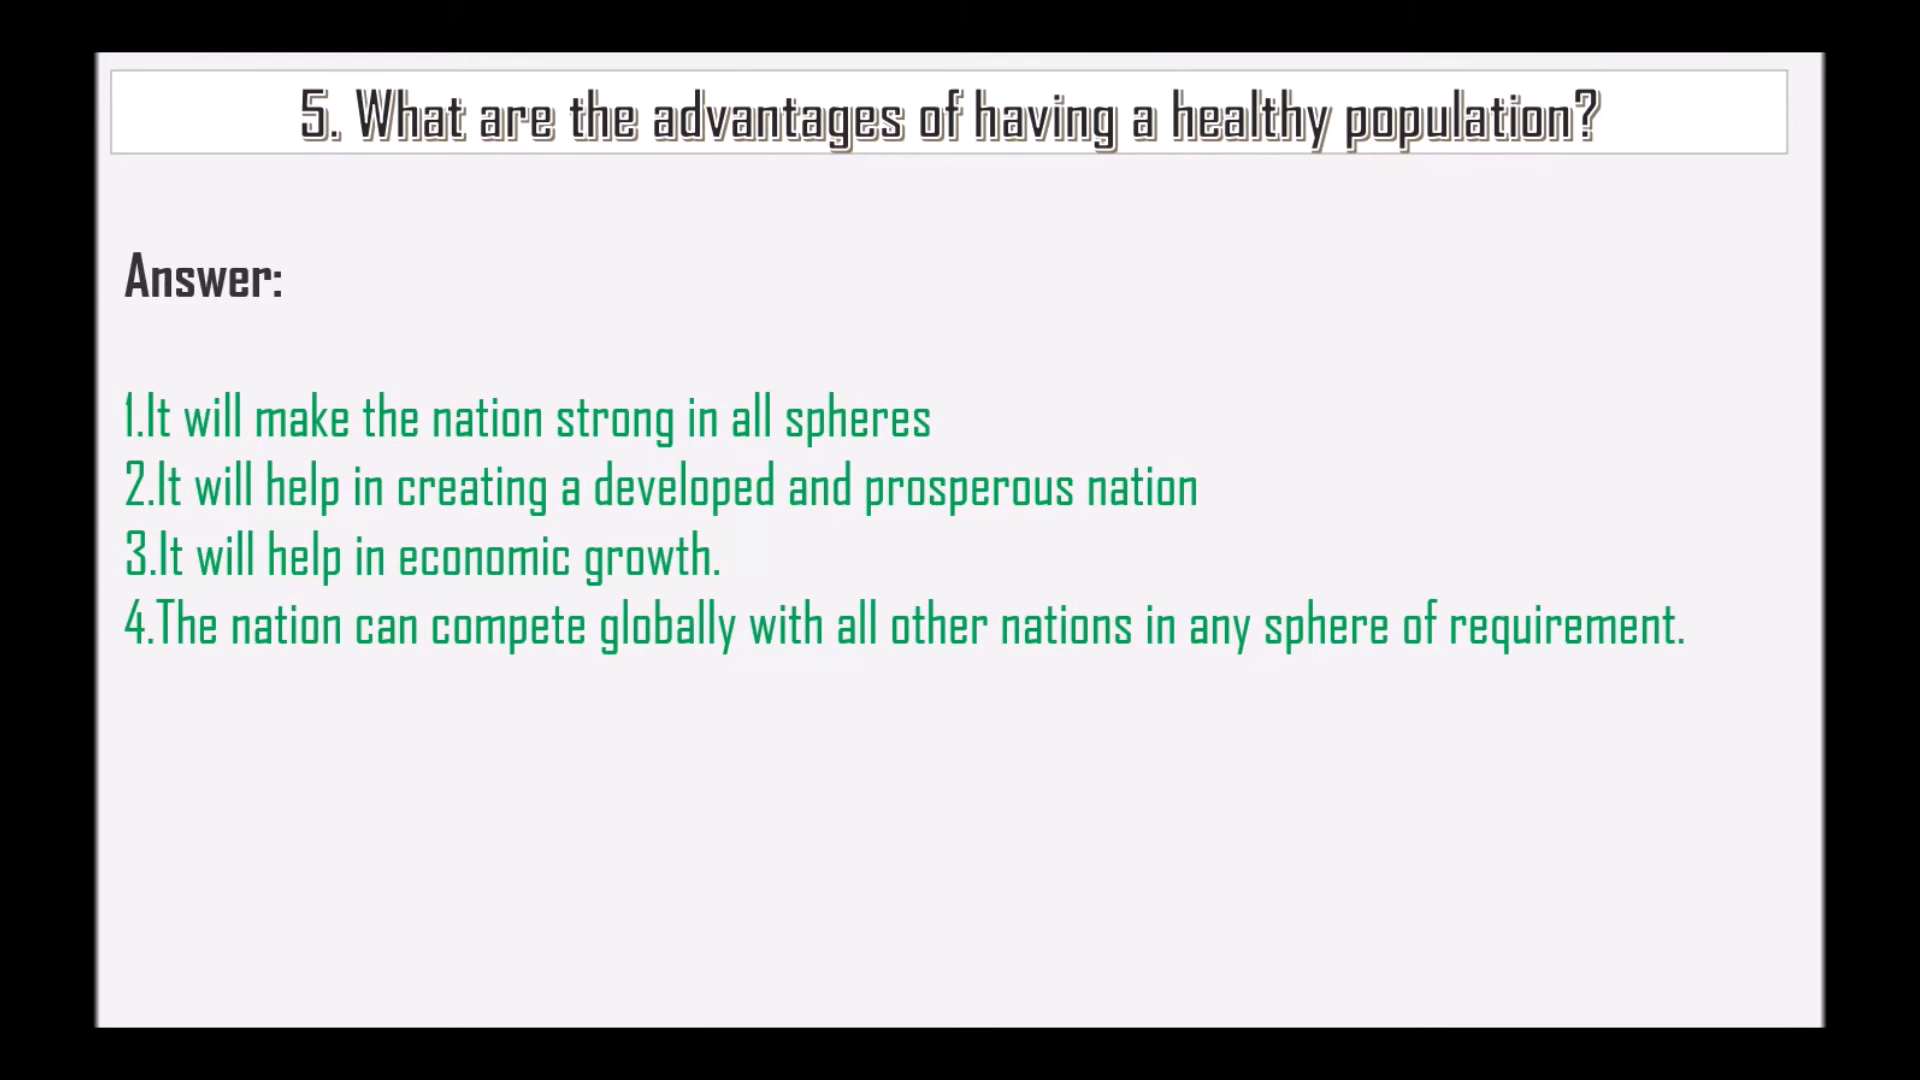 5. What are the advantages of having a healthy population?
Answer:
1.It will make the nation strong in all spheres
2.It will help in creating a developed and prosperous nation
3.It will help in economic growth.
4.The nation can compete globally with all other nations in any sphere of requirement.